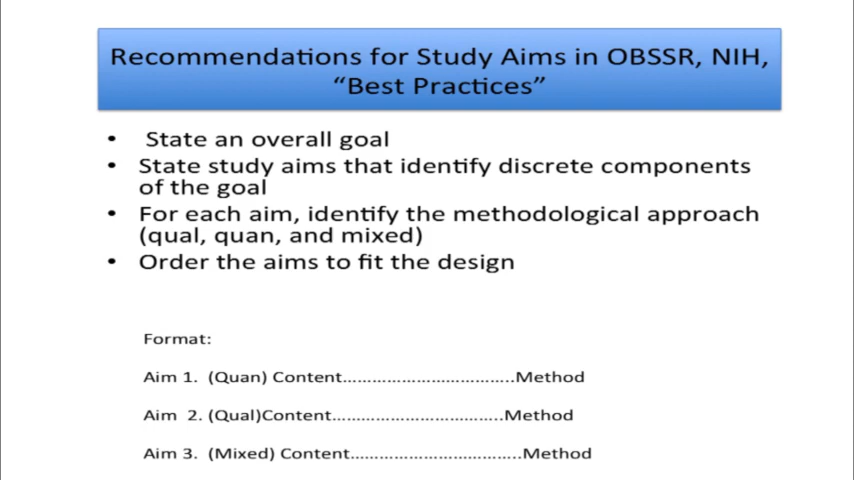 Recommendations for Study Aims in OBSSR, NIH,
“Best Practices”
• State an overall goal
• State study aims that identify discrete components
of the goal
• For each aim, identify the methodological approach
(qual, quan, and mixed)
• Order the aims to fit the design
Format:
Aim 1. (Quan) Content……………………………..Method
Aim 2. (Qual)Content……………………………..Method
Aim 3. (Mixed) Content……………………………..Method